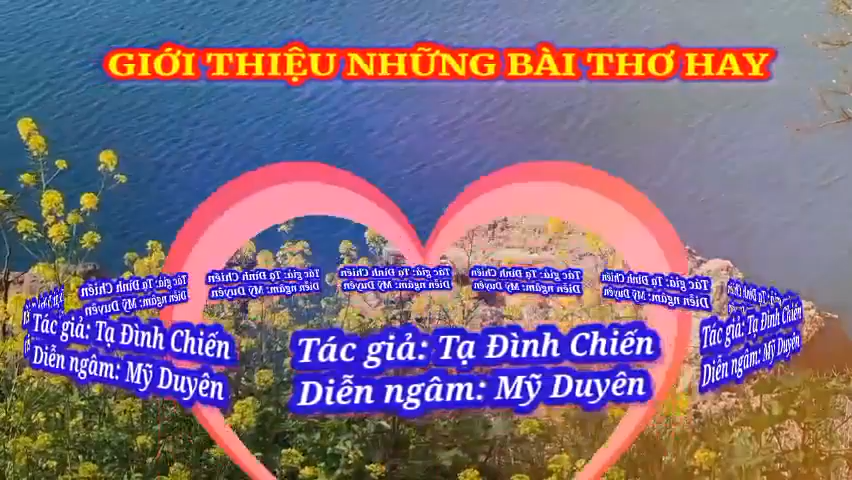 GIỚI THIỆU NHỮNG BÀI THƠ HAY
Tác giả: Tạ Đình Chiến
Diễn ngâm: Mỹ Duyên
Tác giả: Tạ Đình Chiến
Diễn ngâm: Mỹ Duyên
Tác giả: Tạ Đình Chiến
Diễn ngâm: Mỹ Duyên
Tác giả: Tạ Đình Chiến
Diễn ngâm: Mỹ Duyên
Tác giả: Tạ Đình Chiến
Diễn ngâm: Mỹ Duyên
Tác giả: Tạ Đình Chiến
Diễn ngâm: Mỹ Duyên
Tác giả: Tạ Đình Chiến
Diễn ngâm: Mỹ Duyên
Tác giả: Tạ Đình Chiến
Diễn ngâm: Mỹ Duyên